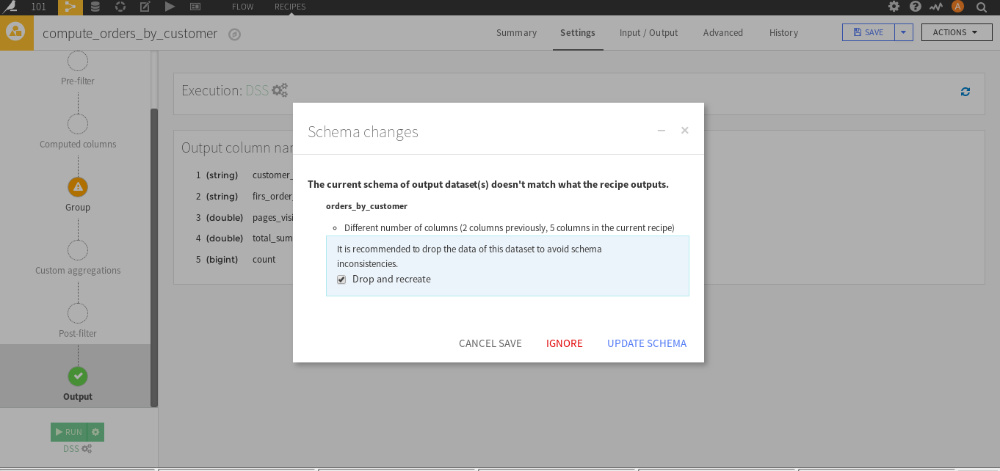 101 FLOW RECIPES
compute_orders_by_customer Summary Settings Input / Output Advanced History SAVE ACTIONS
Pre-filter
Computed columns
Group
Custom aggregations
Post-filter
Output
RUN
DSS
Execution: DSS
Output column nar
1 (string) customer_
2 (string) firs_order_
3 (double) pages_visi
4 (double) total_sum
5 (bigint) count
Schema changes
The current schema of output dataset(s) doesn't match what the recipe outputs.
orders_by_customer
Different number of columns (2 columns previously, 5 columns in the current recipe)
It is recommended to drop the data of this dataset to avoid schema
inconsistencies.
Drop and recreate
CANCEL SAVE IGNORE UPDATE SCHEMA